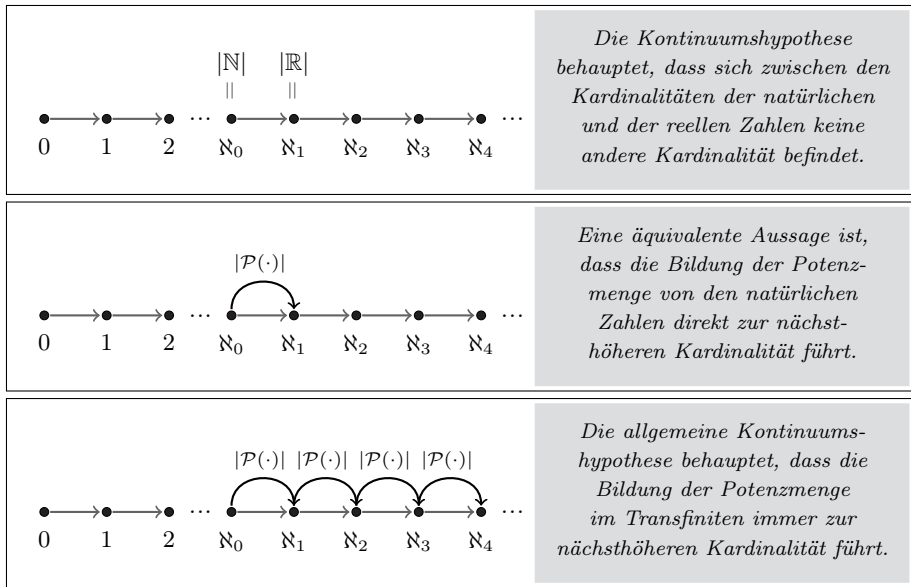 |ℕ| |ℝ|
= =
0 1 2 ··· ℵ₀ ℵ₁ ℵ₂ ℵ₃ ℵ₄ ···
Die Kontinuumshypothese
behauptet, dass sich zwischen den
Kardinalitäten der natürlichen
und der reellen Zahlen keine
andere Kardinalität befindet.
|𝒫(·)|
0 1 2 ··· ℵ₀ ℵ₁ ℵ₂ ℵ₃ ℵ₄ ···
Eine äquivalente Aussage ist,
dass die Bildung der Potenz-
menge von den natürlichen
Zahlen direkt zur nächst-
höheren Kardinalität führt.
|𝒫(·)| |𝒫(·)| |𝒫(·)| |𝒫(·)|
0 1 2 ··· ℵ₀ ℵ₁ ℵ₂ ℵ₃ ℵ₄ ···
Die allgemeine Kontinuums-
hypothese behauptet, dass die
Bildung der Potenzmenge
im Transfiniten immer zur
nächsthöheren Kardinalität führt.